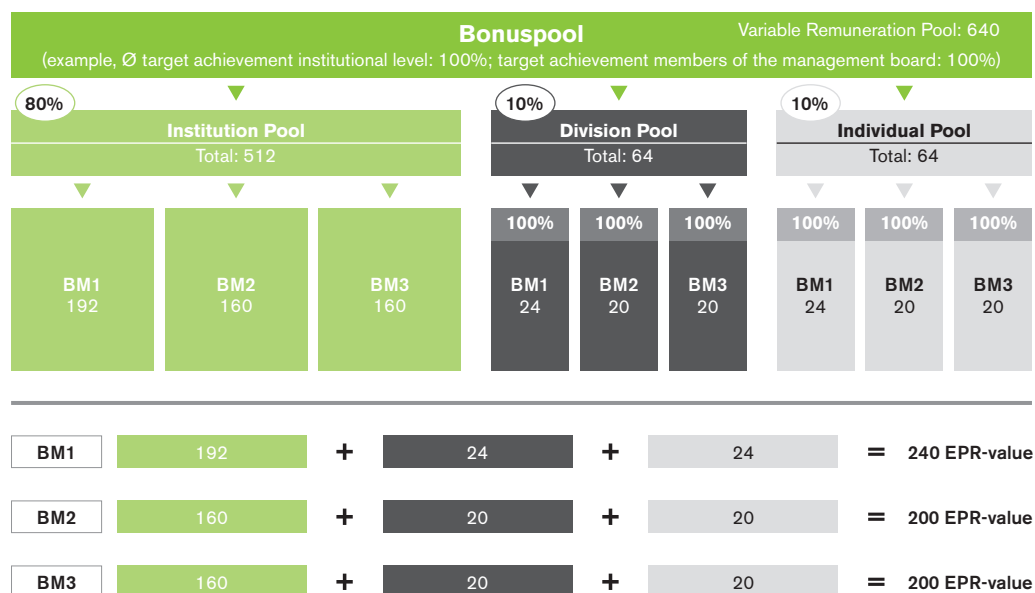 Bonuspool
Variable Remuneration Pool: 640
(example, Ø target achievement institutional level: 100%; target achievement members of the management board: 100%)
80%
Institution Pool
Total: 512
10%
Division Pool
Total: 64
10%
Individual Pool
Total: 64
BM1
192
BM2
160
BM3
160
100%
BM1
24
100%
BM2
20
100%
BM3
20
100%
BM1
24
100%
BM2
20
100%
BM3
20
BM1 192 + 24 + 24 = 240 EPR-value
BM2 160 + 20 + 20 = 200 EPR-value
BM3 160 + 20 + 20 = 200 EPR-value